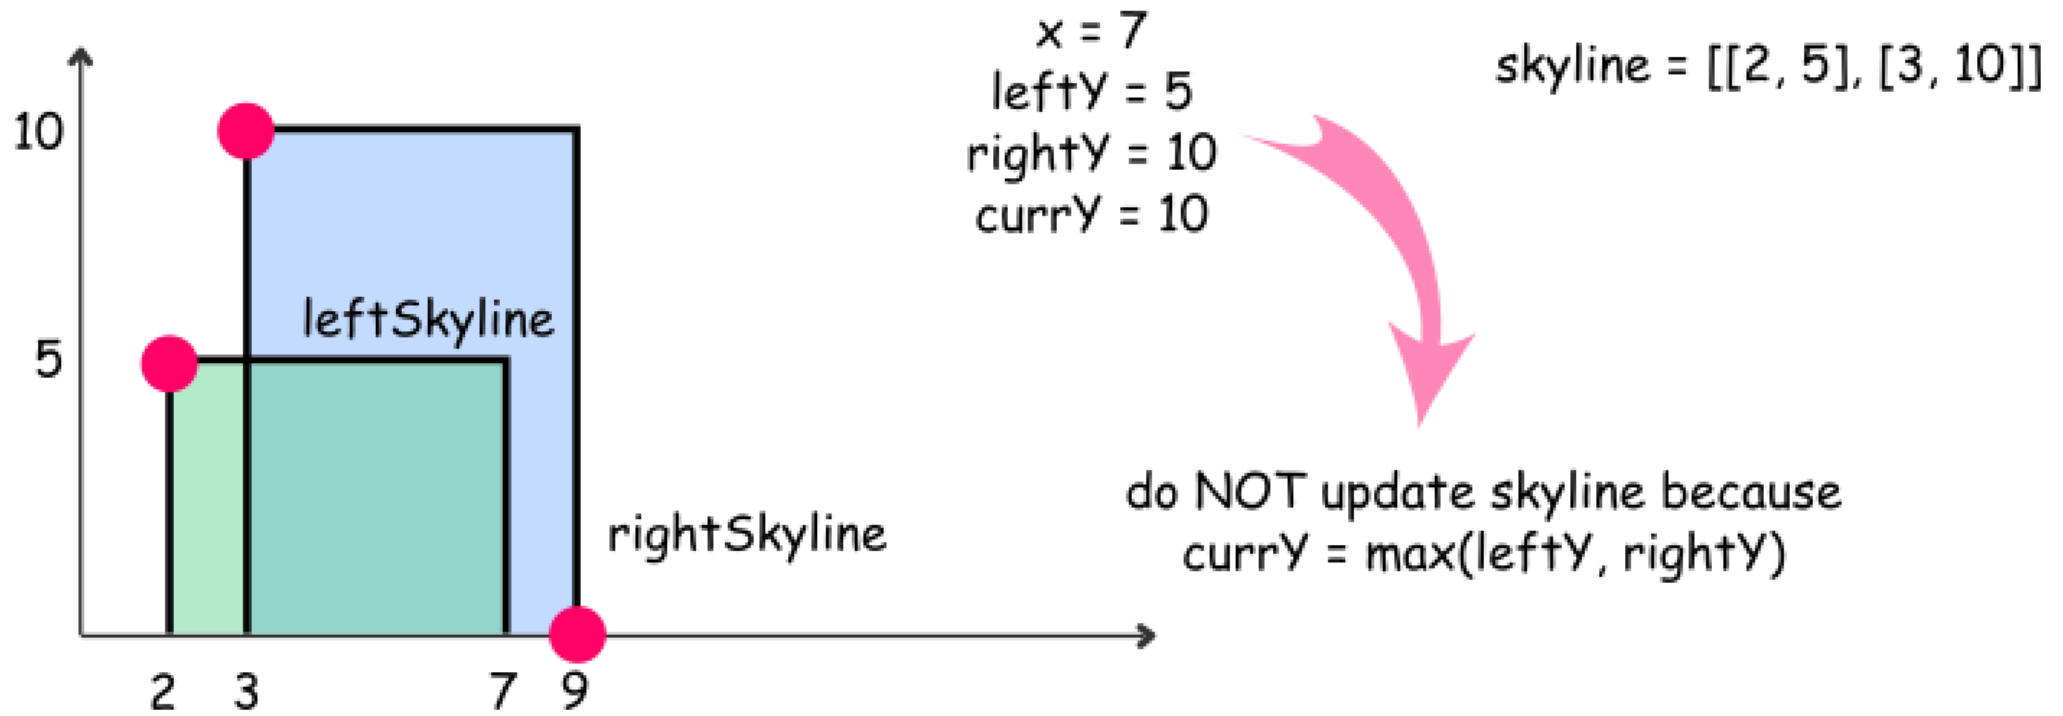 x = 7
leftY = 5
rightY = 10
currY = 10
skyline = [[2, 5], [3, 10]]
10
5
leftSkyline
rightSkyline
2 3 7 9
do NOT update skyline because
currY = max(leftY, rightY)